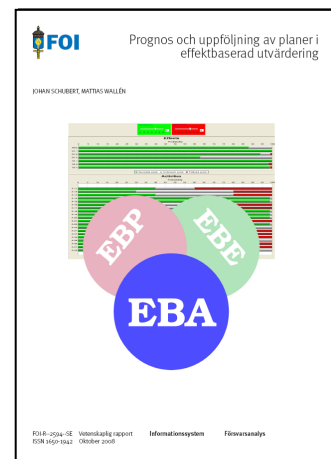 FOI
Prognos och uppföljning av planer i
effektbaserad utvärdering
JOHAN SCHUBERT, MATTIAS WALLÉN
EBP
EBE
EBA
FOI-R--2594--SE Vetenskaplig rapport Informationssystem Försvarsanalys
ISSN 1650-1942 Oktober 2008